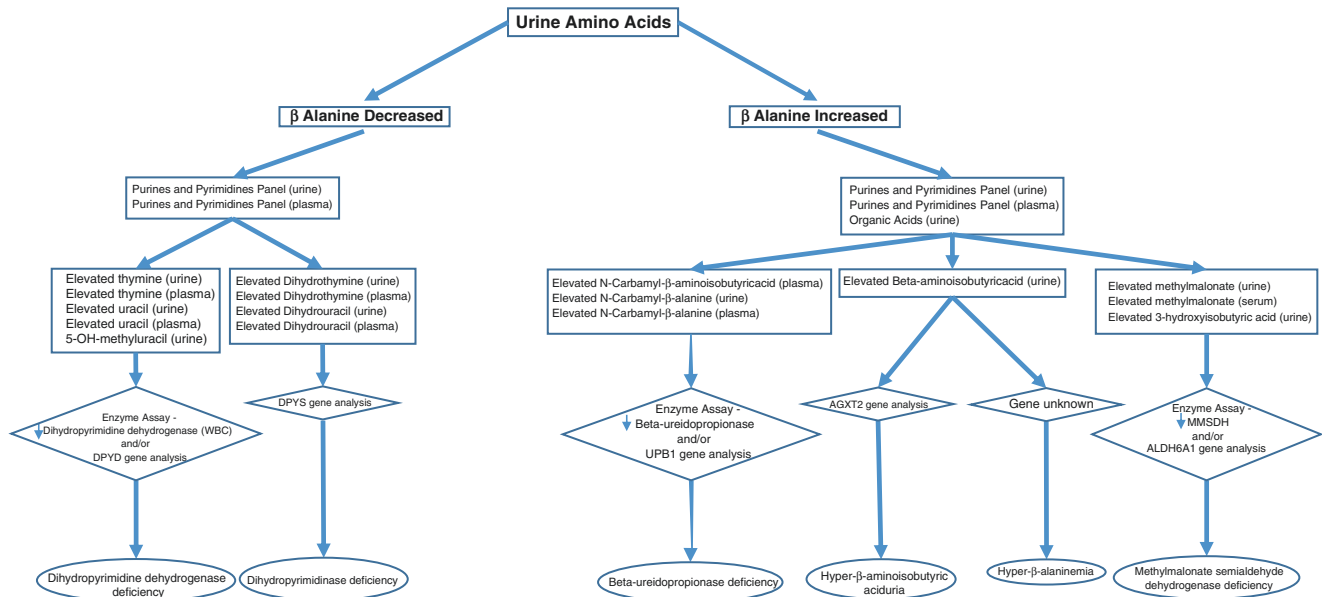 Urine Amino Acids
β Alanine Decreased
β Alanine Increased
Purines and Pyrimidines Panel (urine)
Purines and Pyrimidines Panel (plasma)
Purines and Pyrimidines Panel (urine)
Purines and Pyrimidines Panel (plasma)
Organic Acids (urine)
Elevated thymine (urine)
Elevated thymine (plasma)
Elevated uracil (urine)
Elevated uracil (plasma)
5-OH-methyluracil (urine)
Elevated Dihydrothymine (urine)
Elevated Dihydrothymine (plasma)
Elevated Dihydrouracil (urine)
Elevated Dihydrouracil (plasma)
Elevated N-Carbamyl-β-aminoisobutyricacid (plasma)
Elevated N-Carbamyl-β-alanine (urine)
Elevated N-Carbamyl-β-alanine (plasma)
Elevated Beta-aminoisobutyricacid (urine)
Elevated methylmalonate (urine)
Elevated methylmalonate (serum)
Elevated 3-hydroxyisobutyric acid (urine)
Enzyme Assay -
Dihydropyrimidine dehydrogenase (WBC)
and/or
DPYD gene analysis
DPYS gene analysis
Enzyme Assay -
Beta-ureidopropionase
and/or
UPB1 gene analysis
AGXT2 gene analysis
Gene unknown
Enzyme Assay -
MMSDH
and/or
ALDH6A1 gene analysis
Dihydropyrimidine dehydrogenase
deficiency
Dihydropyrimidinase deficiency
Beta-ureidopropionase deficiency
Hyper-β-aminoisobutyric
aciduria
Hyper-β-alaninemia
Methylmalonate semialdehyde
dehydrogenase deficiency